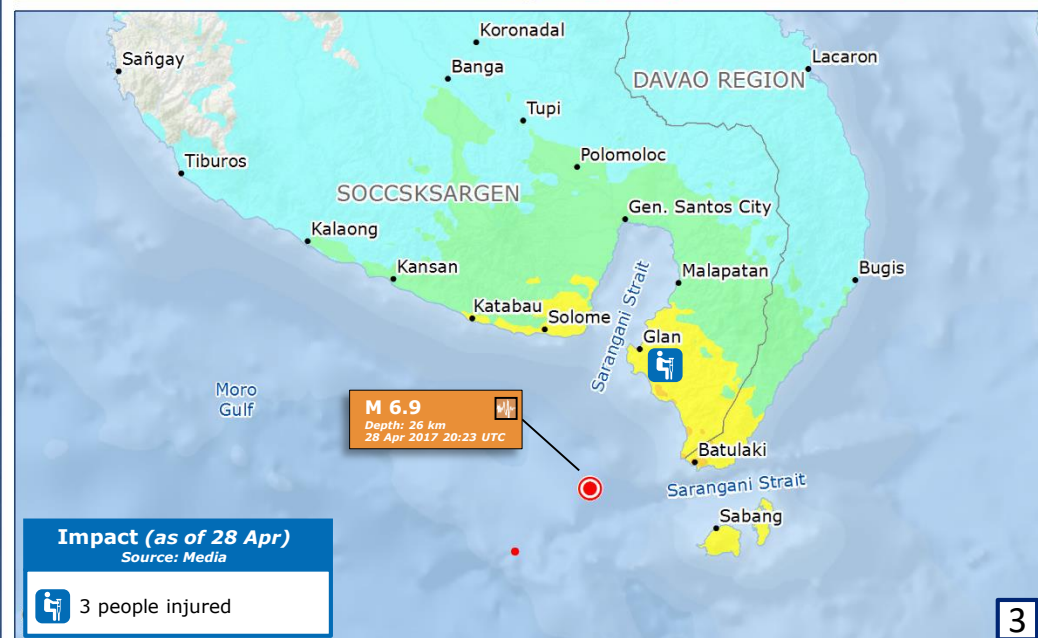 Koronadal
Sañgay
Banga
Lacaron
DAVAO REGION
Tupi
Polomoloc
Tiburos
SOCCSKSARGEN
Gen. Santos City
Kalaong
Kansan
Malapatan
Bugis
Sarangani Strait
Katabau
Solome
Glan
Moro
Gulf
M 6.9
Depth: 26 km
28 Apr 2017 20:23 UTC
Batulaki
Sarangani Strait
Sabang
Impact (as of 28 Apr)
Source: Media
3 people injured
3